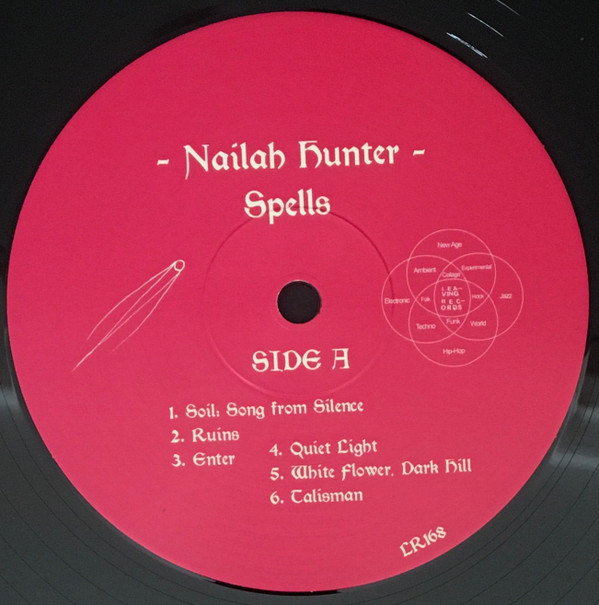 - Nailah Hunter -
Spells
New-Age
Ambient
Experimental
Collage
Electronic
Folk
LEA-
VING
REC-
ORDS
Rock
Jazz
Techno
Funk
World
Hip-Hop
SIDE A
1. Soil: Song from Silence
2. Ruins
3. Enter
4. Quiet Light
5. White Flower, Dark Hill
6. Talisman
LR168